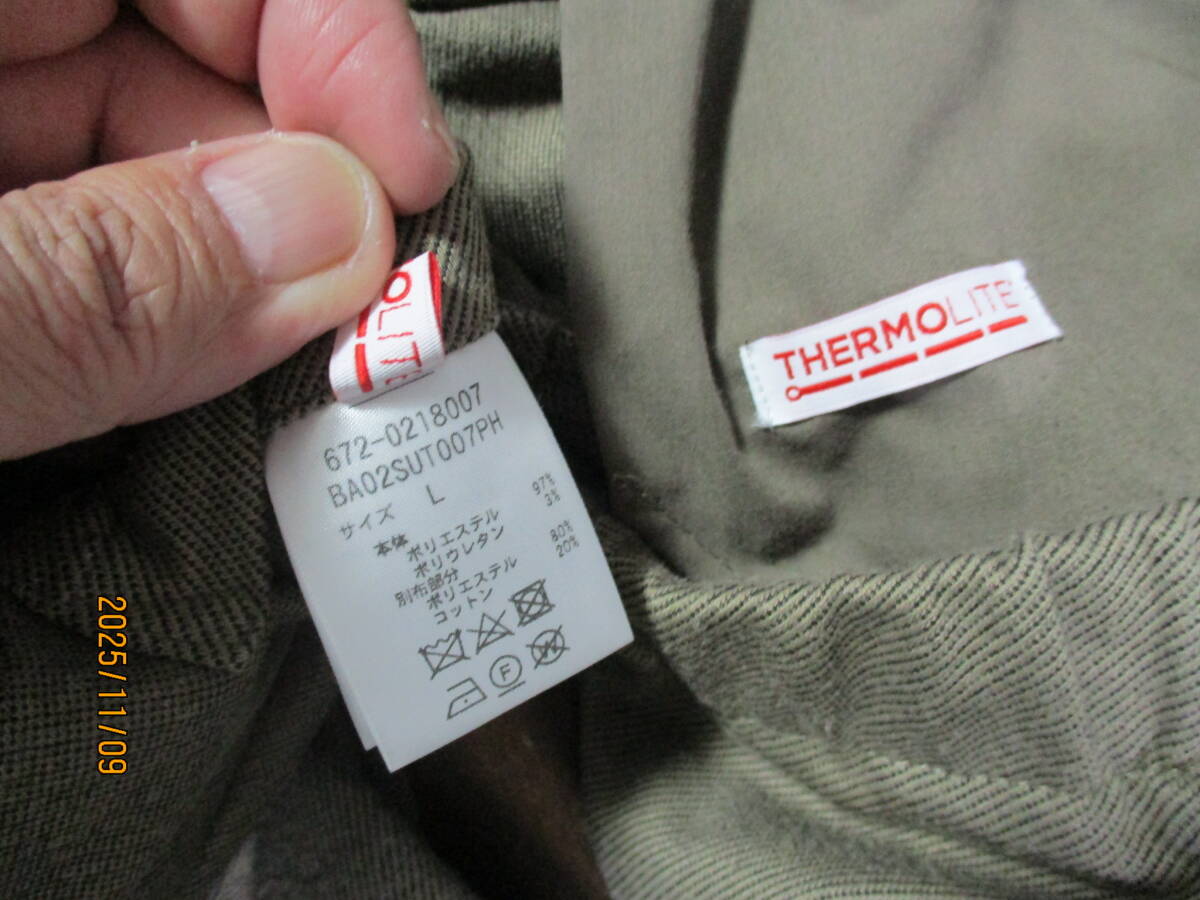 OLITE
672-0218007
BA02SUT007PH
サイズ L
本体
ポリエステル 97%
ポリウレタン 3%
別布部分
ポリエステル 80%
コットン 20%
W
F
THERMOLITE
2025/11/09